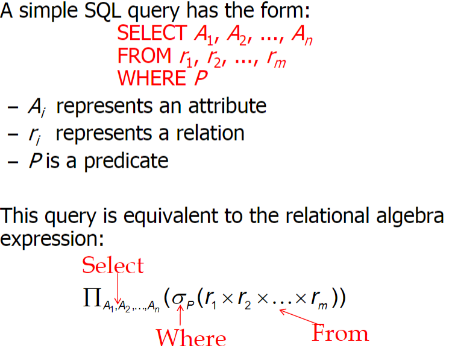 A simple SQL query has the form:
SELECT A₁, A₂, ..., Aₙ
FROM r₁, r₂, ..., rₘ
WHERE P
– Aᵢ represents an attribute
– rᵢ represents a relation
– P is a predicate
This query is equivalent to the relational algebra
expression:
Select
∏ A₁,A₂,...,Aₙ (σP (r₁ × r₂ × … × rₘ))
Where From